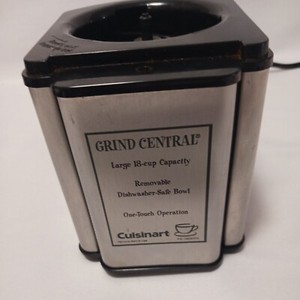 GRIND CENTRAL®
Large 18-cup Capacity
Removable
Dishwasher-Safe Bowl
One-Touch Operation
Cuisinart